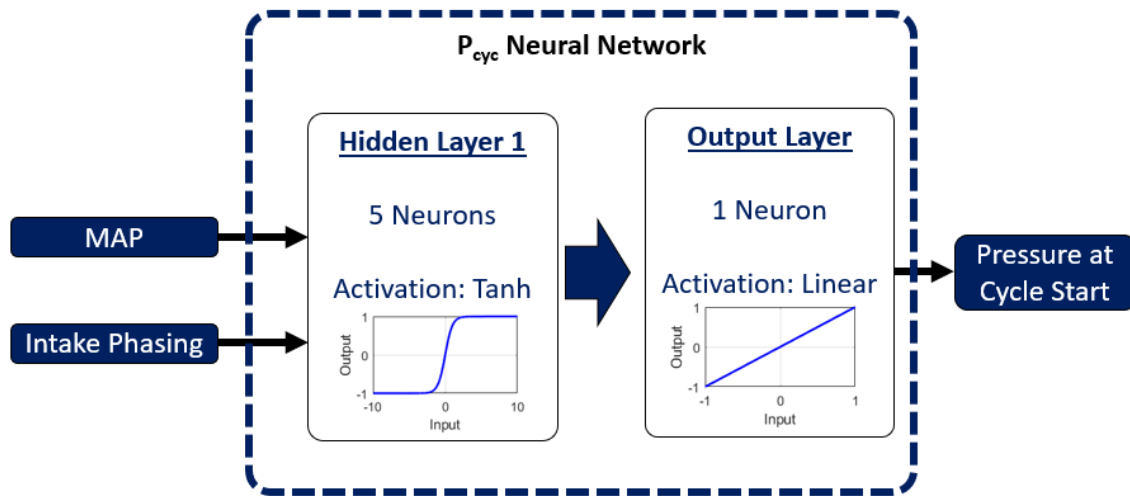 P_cyc Neural Network
Hidden Layer 1
5 Neurons
Activation: Tanh
1
0
-1
Output
-10
0
10
Input
Output Layer
1 Neuron
Activation: Linear
1
0
-1
Output
-1
0
1
Input
MAP
Intake Phasing
Pressure at
Cycle Start